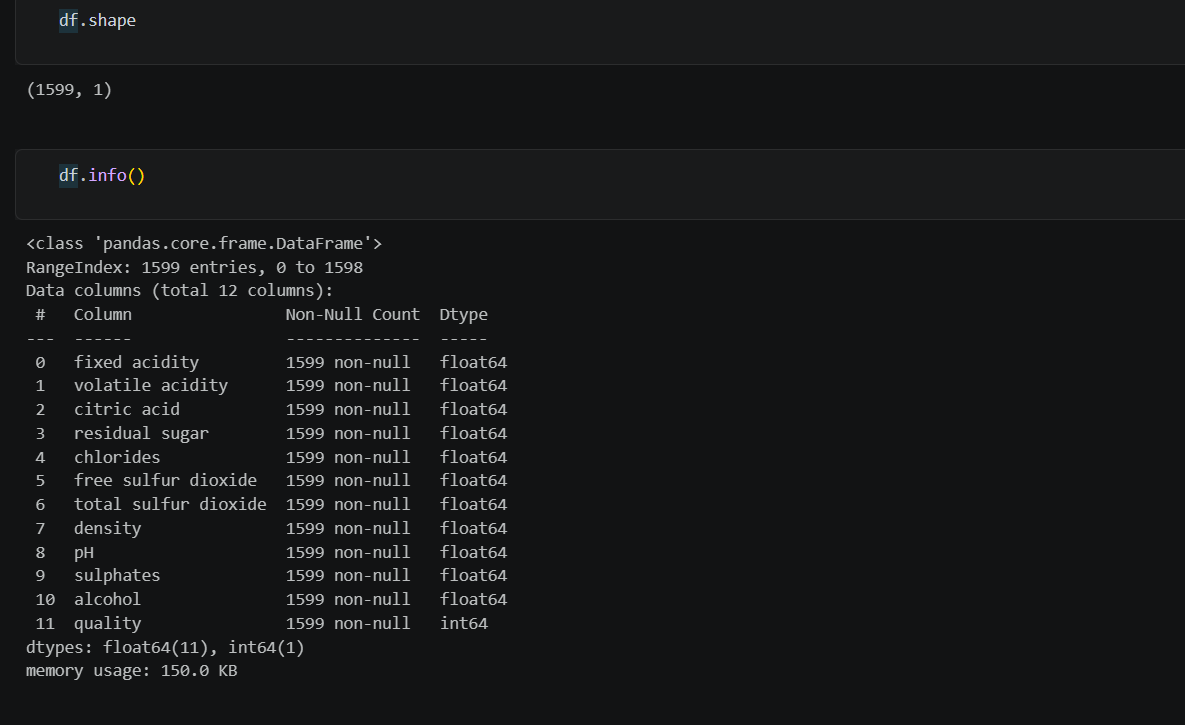 df.shape
(1599, 1)
df.info()
<class 'pandas.core.frame.DataFrame'>
RangeIndex: 1599 entries, 0 to 1598
Data columns (total 12 columns):
 #   Column                Non-Null Count  Dtype
---  ------                --------------  -----
 0   fixed acidity         1599 non-null   float64
 1   volatile acidity      1599 non-null   float64
 2   citric acid           1599 non-null   float64
 3   residual sugar        1599 non-null   float64
 4   chlorides             1599 non-null   float64
 5   free sulfur dioxide   1599 non-null   float64
 6   total sulfur dioxide  1599 non-null   float64
 7   density               1599 non-null   float64
 8   pH                    1599 non-null   float64
 9   sulphates             1599 non-null   float64
 10  alcohol               1599 non-null   float64
 11  quality               1599 non-null   int64
dtypes: float64(11), int64(1)
memory usage: 150.0 KB